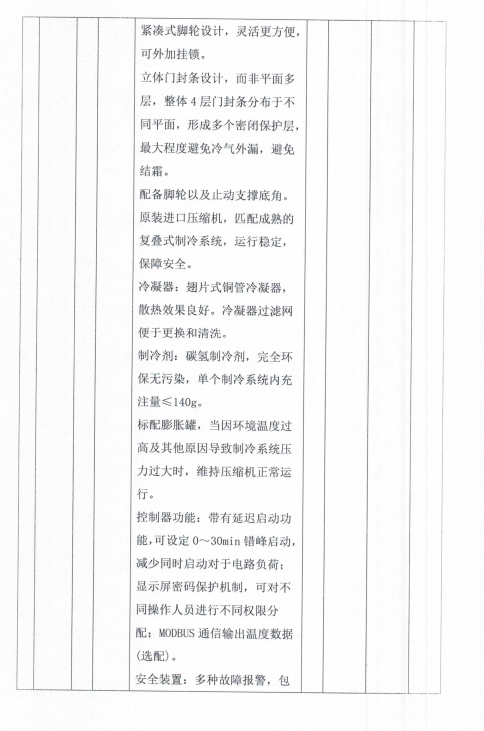 紧凑式脚轮设计，灵活更方便，
可外加挂锁。
立体门封条设计，而非平面多
层，整体 4 层门封条分布于不
同平面，形成多个密闭保护层，
最大程度避免冷气外漏，避免
结霜。
配备脚轮以及止动支撑底角。
原装进口压缩机，匹配成熟的
复叠式制冷系统，运行稳定，
保障安全。
冷凝器：翅片式铜管冷凝器，
散热效果良好。冷凝器过滤网
便于更换和清洗。
制冷剂：碳氢制冷剂，完全环
保无污染，单个制冷系统内充
注量≤140g。
标配膨胀罐，当因环境温度过
高及其他原因导致制冷系统压
力过大时，维持压缩机正常运
行。
控制器功能：带有延迟启动功
能，可设定 0～30min 错峰启动，
减少同时启动对于电路负荷；
显示屏密码保护机制，可对不
同操作人员进行不同权限分
配；MODBUS 通信输出温度数据
(选配)。
安全装置：多种故障报警，包